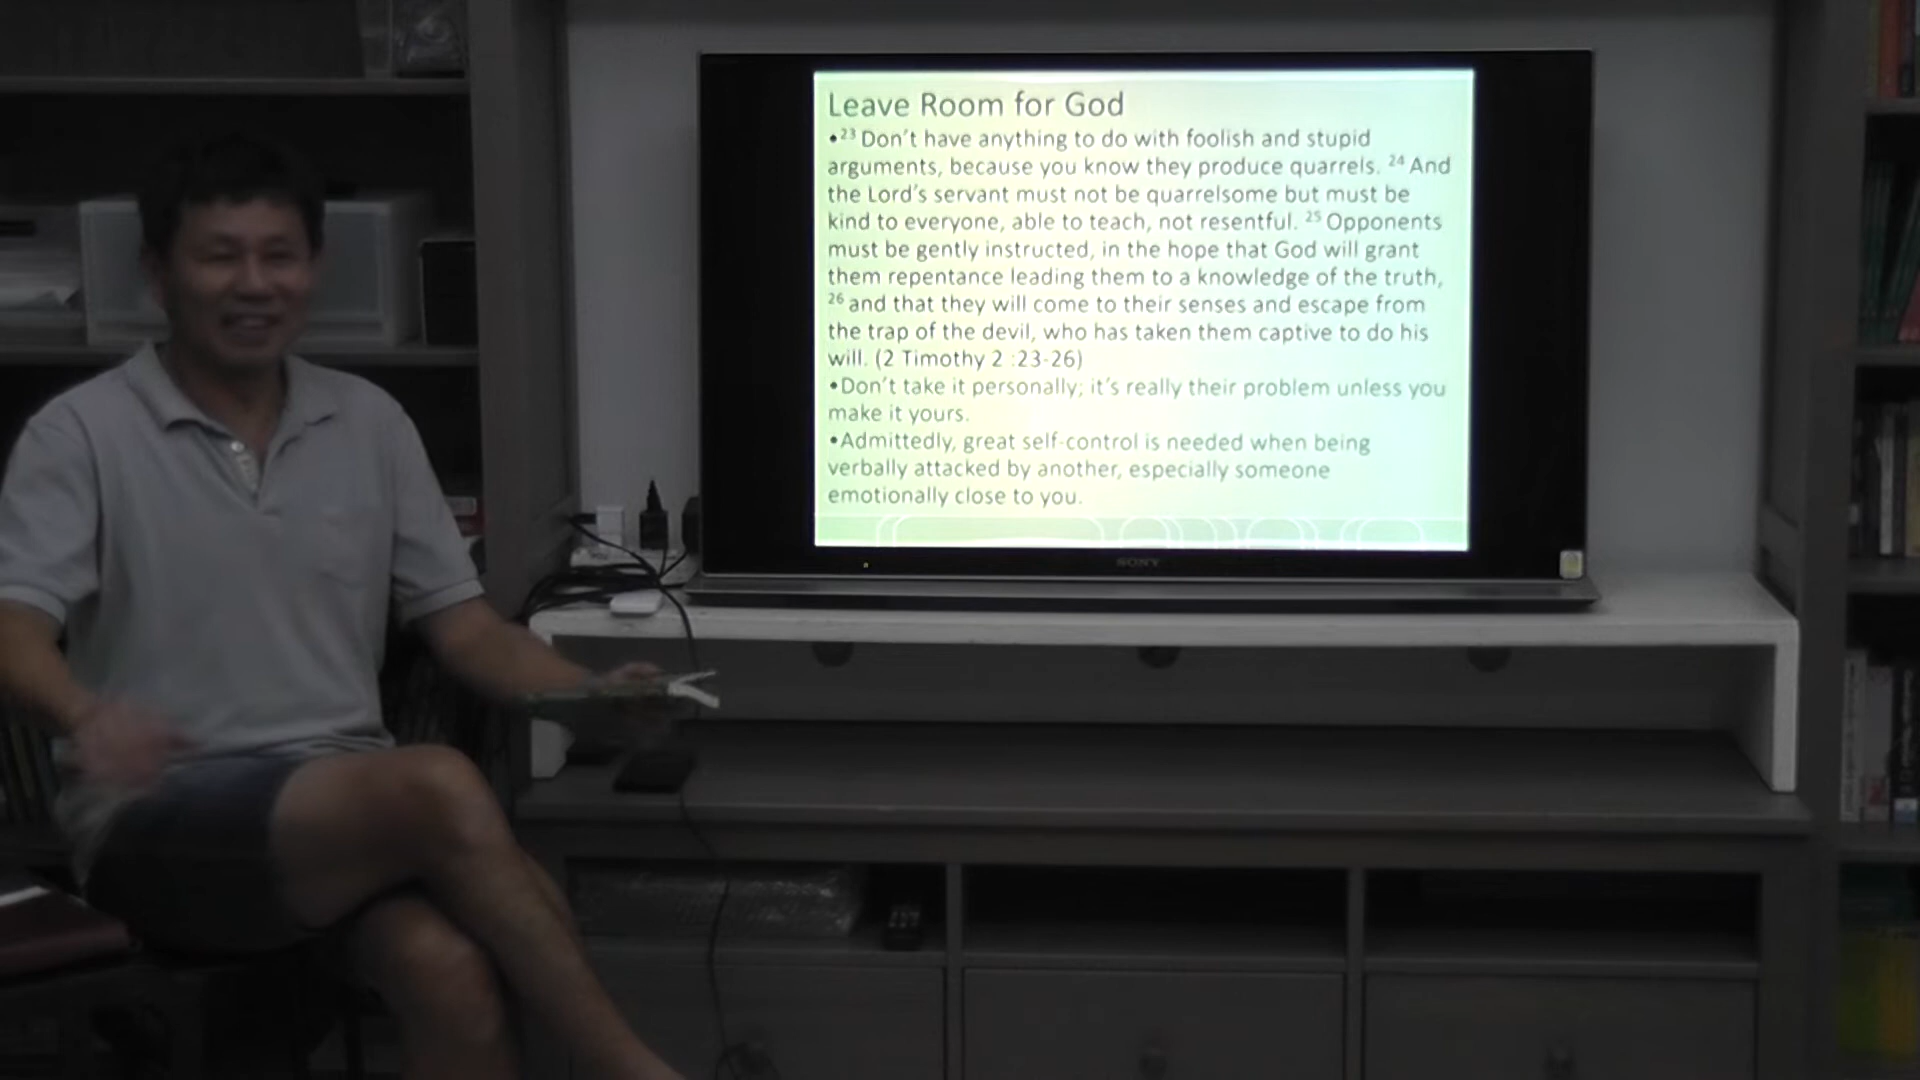 Leave Room for God
•²³ Don't have anything to do with foolish and stupid
arguments, because you know they produce quarrels. ²⁴ And
the Lord's servant must not be quarrelsome but must be
kind to everyone, able to teach, not resentful. ²⁵ Opponents
must be gently instructed, in the hope that God will grant
them repentance leading them to a knowledge of the truth,
²⁶ and that they will come to their senses and escape from
the trap of the devil, who has taken them captive to do his
will. (2 Timothy 2 :23-26)
•Don't take it personally; it's really their problem unless you
make it yours.
•Admittedly, great self-control is needed when being
verbally attacked by another, especially someone
emotionally close to you.
SONY